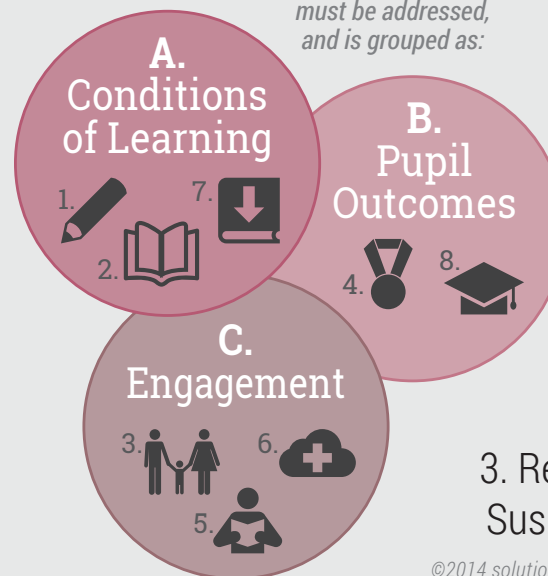 must be addressed,
and is grouped as:
A.
Conditions
of Learning
1.
7.
2.
B.
Pupil
Outcomes
4.
8.
C.
Engagement
3.
6.
5.
3. Re
Sus
©2014 solutio